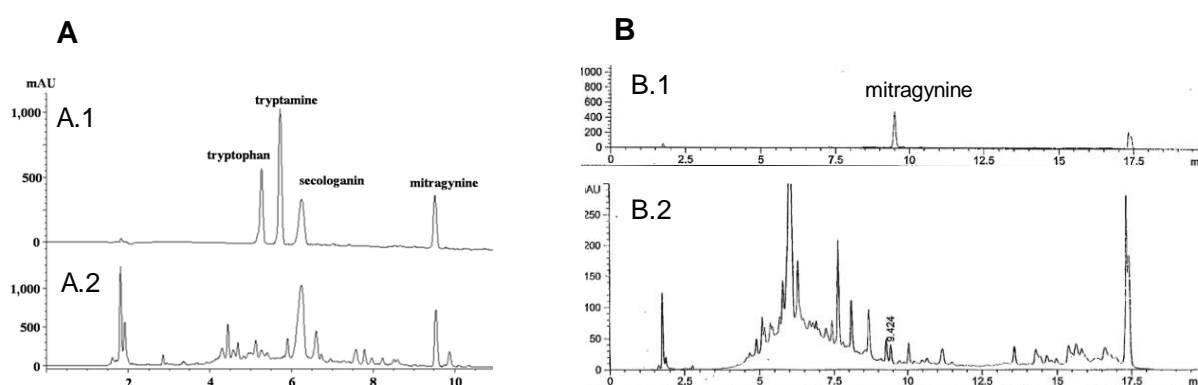 A
mAU
A.1
1,000
500
0
tryptamine
tryptophan
secologanin
mitragynine
A.2
1,000
500
0
2 4 6 8 10
B
B.1
mitragynine
1000
800
600
400
200
0
0 2.5 5 7.5 10 12.5 15 17.5 m
B.2
AU
250
200
150
100
50
0
9.424
0 2.5 5 7.5 10 12.5 15 17.5 m